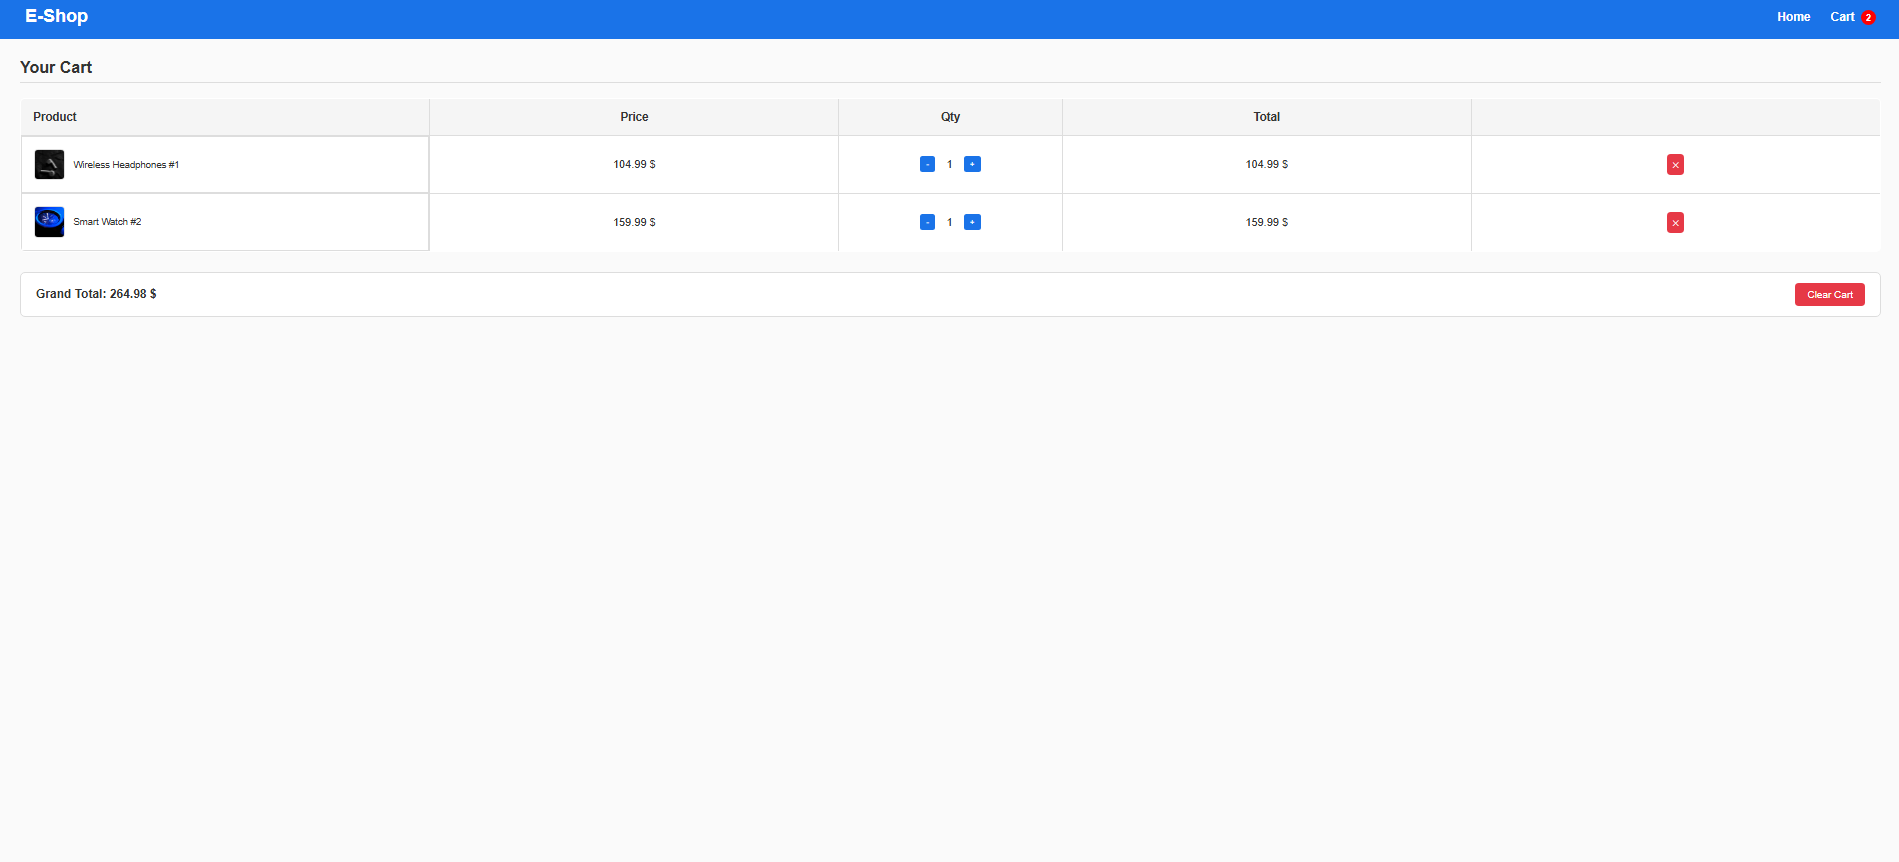 E-Shop Home Cart 2
Your Cart
Product Price Qty Total
Wireless Headphones #1 104.99 $ - 1 + 104.99 $ ×
Smart Watch #2 159.99 $ - 1 + 159.99 $ ×
Grand Total: 264.98 $ Clear Cart